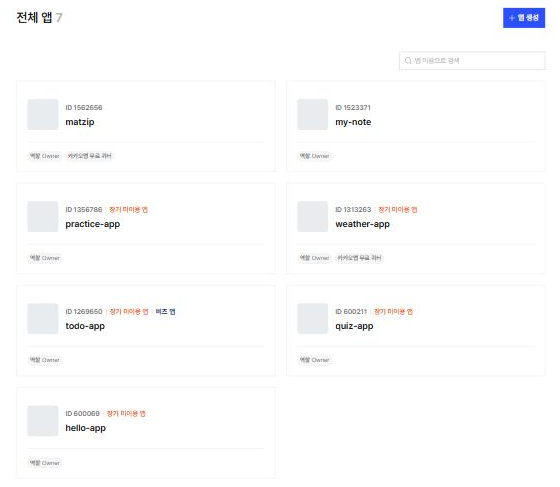 전체 앱 7
+ 앱 생성
앱 이름으로 검색
ID 1562656
matzip
역할 Owner 카카오맵 무료 쿼터
ID 1523371
my-note
역할 Owner
ID 1356786 장기 미이용 앱
practice-app
역할 Owner
ID 1313263 장기 미이용 앱
weather-app
역할 Owner 카카오맵 무료 쿼터
ID 1269650 장기 미이용 앱 비즈 앱
todo-app
역할 Owner
ID 600211 장기 미이용 앱
quiz-app
역할 Owner
ID 600069 장기 미이용 앱
hello-app
역할 Owner